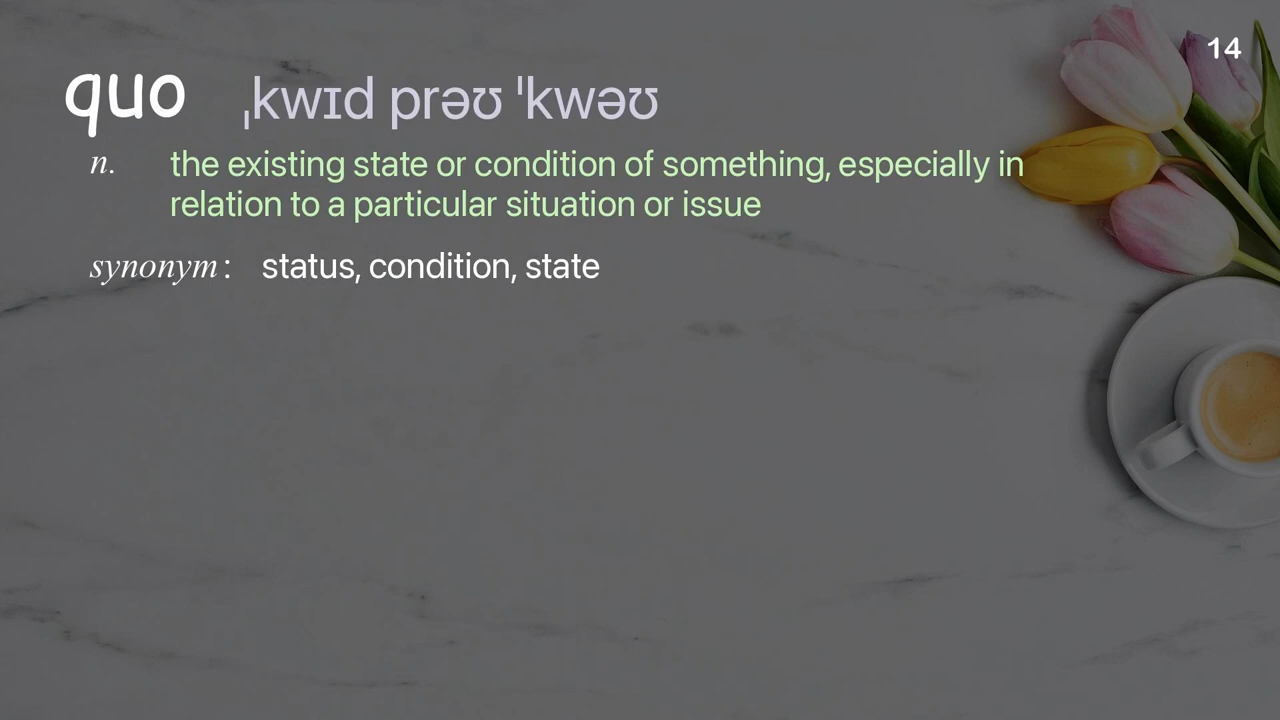 14
quo ˌkwɪd prəʊ ˈkwəʊ
n. the existing state or condition of something, especially in
relation to a particular situation or issue
synonym: status, condition, state